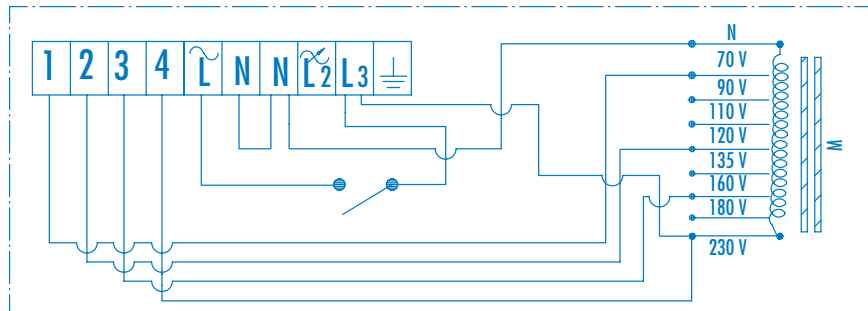 1 2 3 4 L N N L2 L3
N
70 V
90 V
110 V
120 V
135 V
160 V
180 V
230 V
M